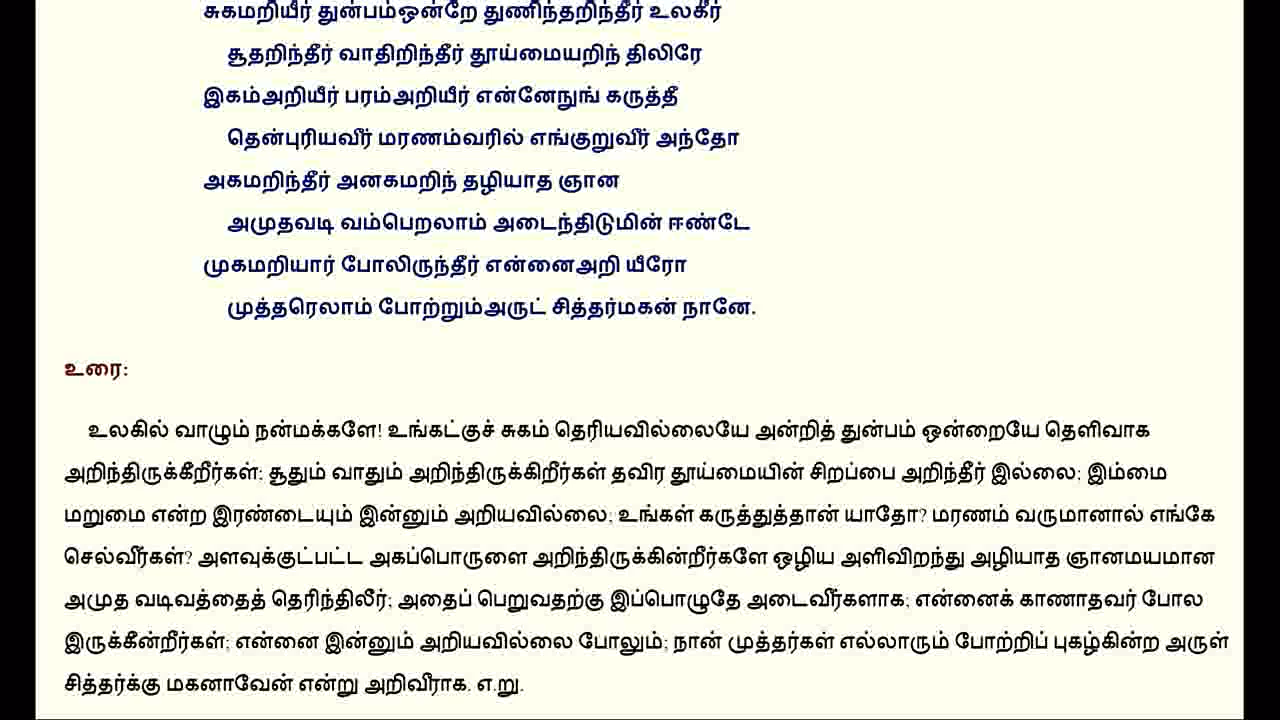 சுகமறியீர் துன்பம்ஒன்றே துணிந்தறிந்தீர் உலகீர்
சூதறிந்தீர் வாதிறிந்தீர் தூய்மையறிந் திலிரே
இகம்அறியீர் பரம்அறியீர் என்னேநுங் கருத்தீ
தென்புரியவீர் மரணம்வரில் எங்குறுவீர் அந்தோ
அகமறிந்தீர் அனகமறிந் தழியாத ஞான
அமுதவடி வம்பெறலாம் அடைந்திடுமின் ஈண்டே
முகமறியார் போலிருந்தீர் என்னைஅறி யீரோ
முத்தரெலாம் போற்றும்அருட் சித்தர்மகன் நானே.
உரை:
உலகில் வாழும் நன்மக்களே! உங்கட்குச் சுகம் தெரியவில்லையே அன்றித் துன்பம் ஒன்றையே தெளிவாக
அறிந்திருக்கீறீர்கள்; சூதும் வாதும் அறிந்திருக்கிறீர்கள் தவிர தூய்மையின் சிறப்பை அறிந்தீர் இல்லை; இம்மை
மறுமை என்ற இரண்டையும் இன்னும் அறியவில்லை; உங்கள் கருத்துத்தான் யாதோ? மரணம் வருமானால் எங்கே
செல்வீர்கள்? அளவுக்குட்பட்ட அகப்பொருளை அறிந்திருக்கின்றீர்களே ஒழிய அளிவிறந்து அழியாத ஞானமயமான
அமுத வடிவத்தைத் தெரிந்திலீர்; அதைப் பெறுவதற்கு இப்பொழுதே அடைவீர்களாக; என்னைக் காணாதவர் போல
இருக்கீன்றீர்கள்; என்னை இன்னும் அறியவில்லை போலும்; நான் முத்தர்கள் எல்லாரும் போற்றிப் புகழ்கின்ற அருள்
சித்தர்க்கு மகனாவேன் என்று அறிவீராக. எ.று.